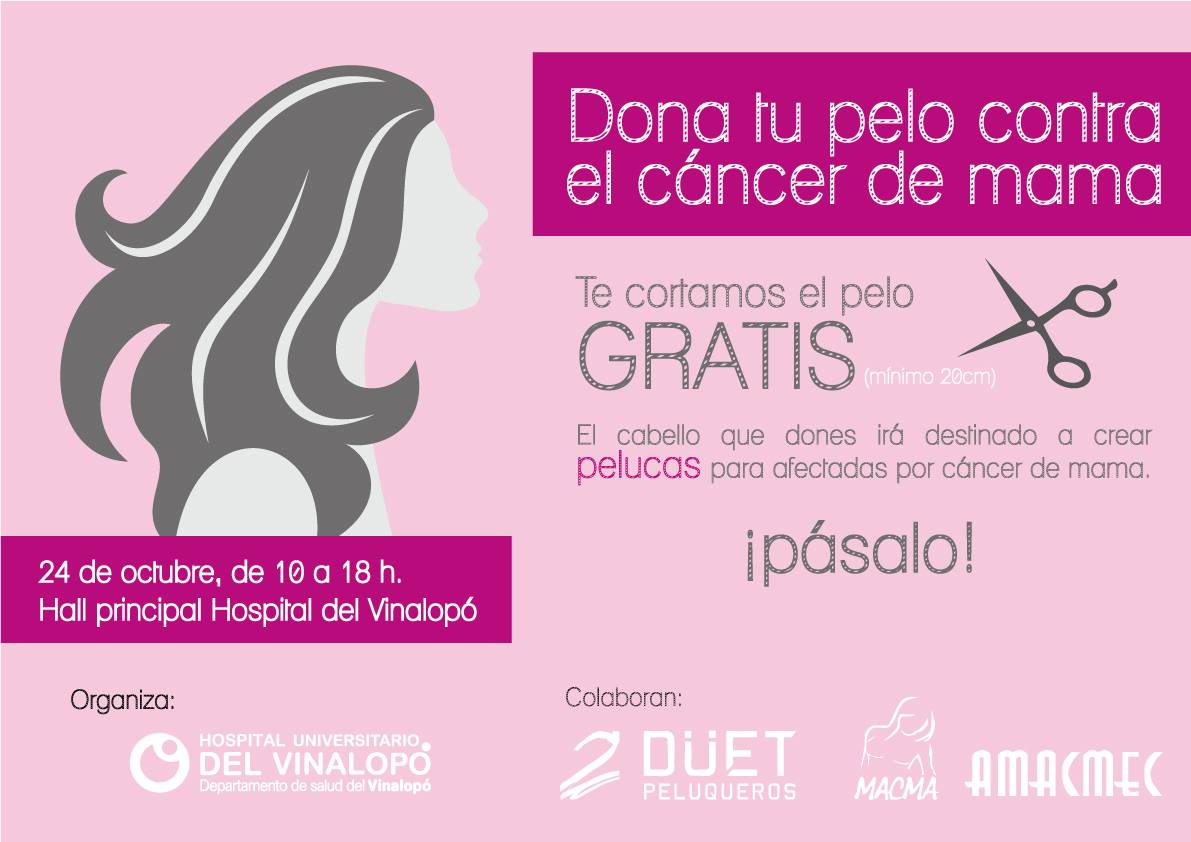 Dona tu pelo contra
el cáncer de mama
Te cortamos el pelo
GRATIS (mínimo 20cm)
El cabello que dones irá destinado a crear
pelucas para afectadas por cáncer de mama.
¡pásalo!
24 de octubre, de 10 a 18 h.
Hall principal Hospital del Vinalopó
Organiza:
HOSPITAL UNIVERSITARIO
DEL VINALOPÓ
Departamento de salud del Vinalopó
Colaboran:
DÜET
PELUQUEROS
MACMA
AMACMEC